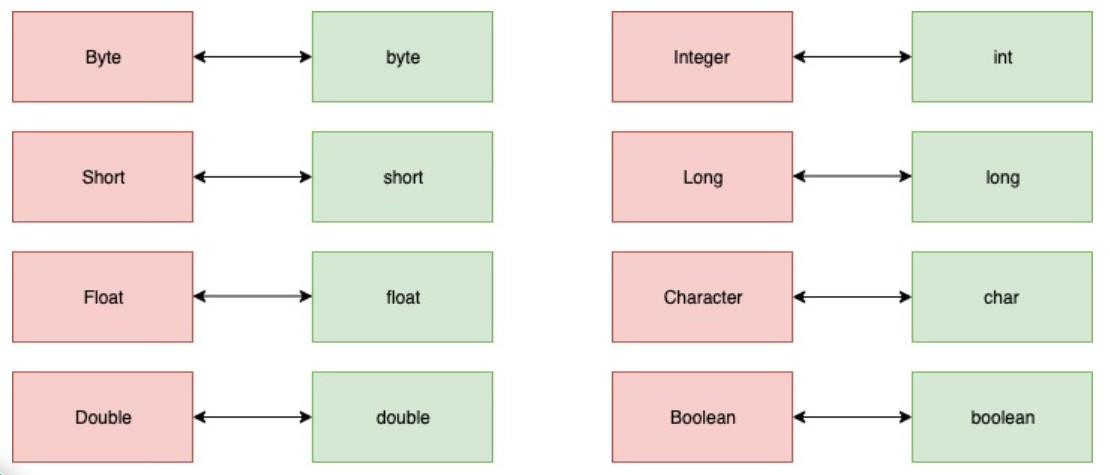 Byte byte Integer int
Short short Long long
Float float Character char
Double double Boolean boolean